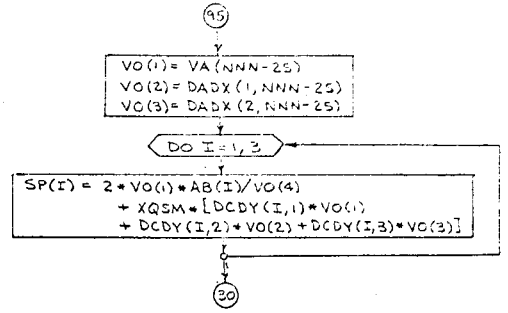 95
VO(1) = VA(NNN-25)
VO(2) = DADX(1, NNN-25)
VO(3) = DADX(2, NNN-25)
DO I = 1, 3
SP(I) = 2 * VO(1) * AB(I)/VO(4)
+ XQSM * [DCDY(I,1) * VO(1)
+ DCDY(I,2) * VO(2) + DCDY(I,3) * VO(3)]
30